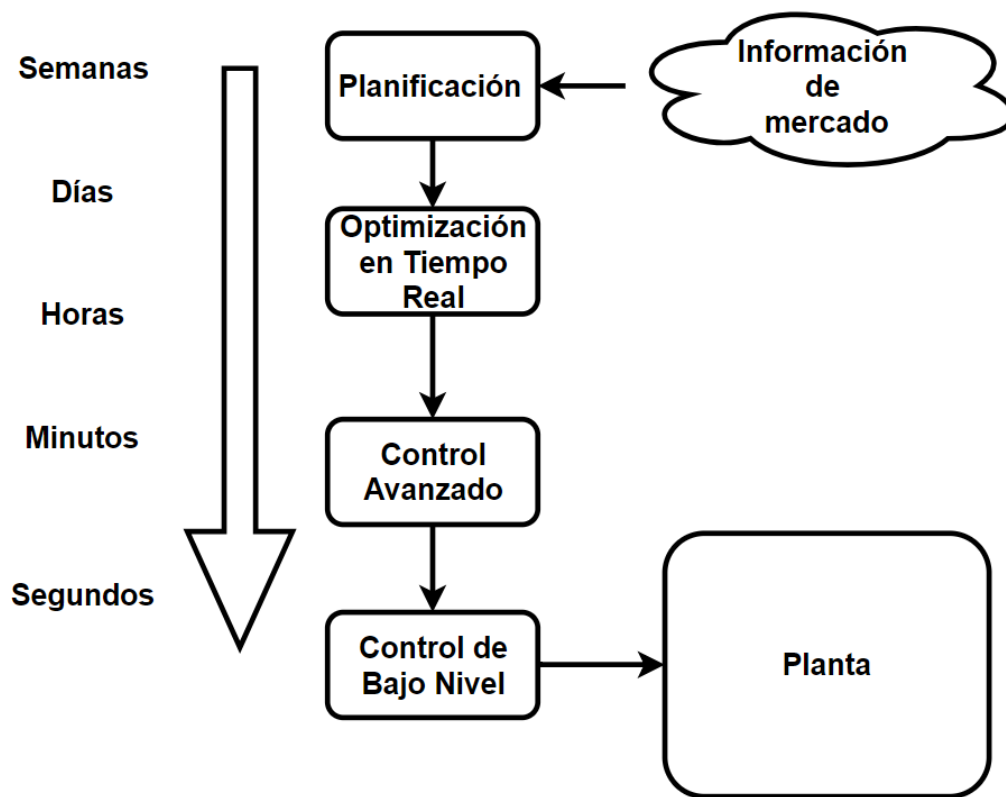 Semanas
Días
Horas
Minutos
Segundos
Planificación
Información
de
mercado
Optimización
en Tiempo
Real
Control
Avanzado
Control de
Bajo Nivel
Planta